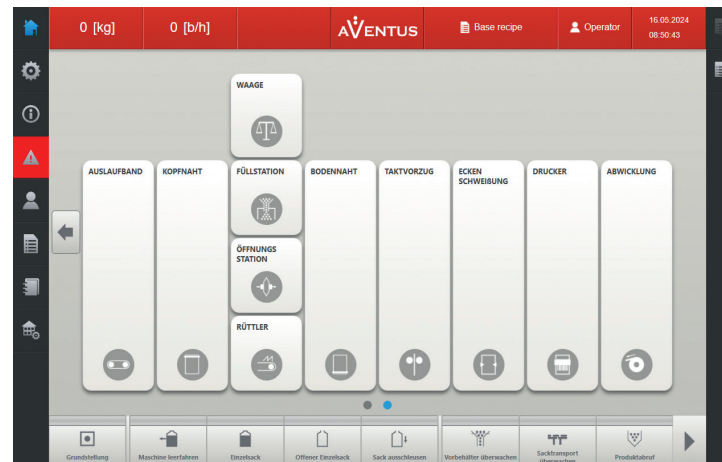 0 [kg]
0 [b/h]
AVENTUS
Base recipe
Operator
16.05.2024
08:50:43
WAAGE
AUSLAUFBAND
KOPFNAHT
FÜLLSTATION
BODENNAHT
TAKTVORZUG
ECKEN
SCHWEIßUNG
DRUCKER
ABWICKLUNG
ÖFFNUNGS
STATION
RÜTTLER
Grundstellung
Maschine leerfahren
Einzelsack
Offener Einzelsack
Sack ausschleusen
Vorbehälter überwachen
Sacktransport
überwachen
Produktabruf